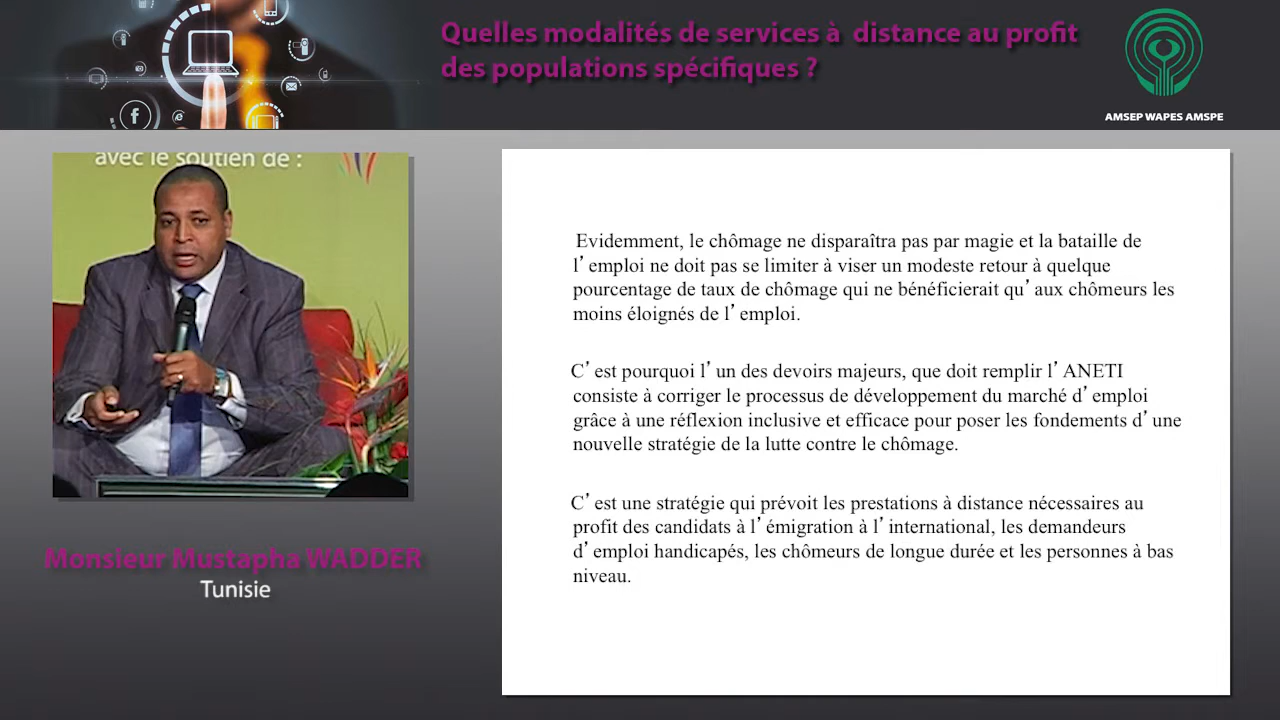 Quelles modalités de services à distance au profit
des populations spécifiques ?
AMSEP WAPES AMSPE
avec le soutien de :
Evidemment, le chômage ne disparaîtra pas par magie et la bataille de
l’emploi ne doit pas se limiter à viser un modeste retour à quelque
pourcentage de taux de chômage qui ne bénéficierait qu’aux chômeurs les
moins éloignés de l’emploi.
C’est pourquoi l’un des devoirs majeurs, que doit remplir l’ANETI
consiste à corriger le processus de développement du marché d’emploi
grâce à une réflexion inclusive et efficace pour poser les fondements d’une
nouvelle stratégie de la lutte contre le chômage.
C’est une stratégie qui prévoit les prestations à distance nécessaires au
profit des candidats à l’émigration à l’international, les demandeurs
d’emploi handicapés, les chômeurs de longue durée et les personnes à bas
niveau.
Monsieur Mustapha WADDER
Tunisie